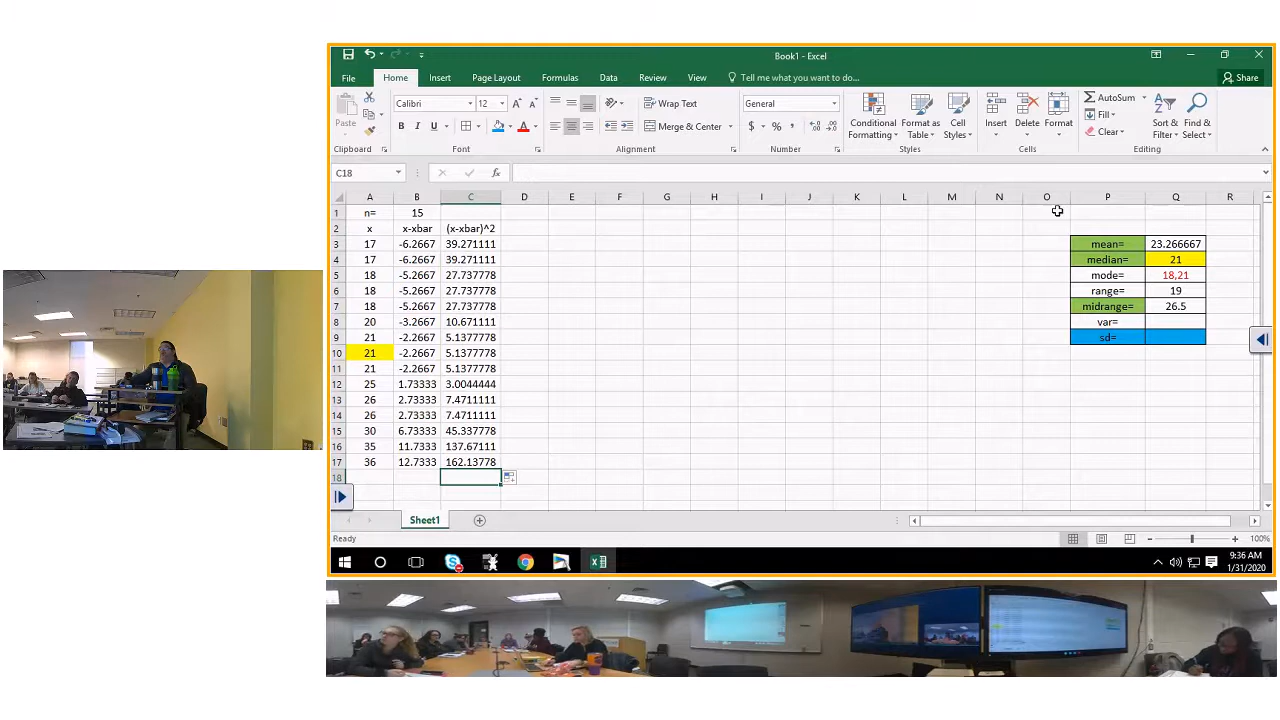 Book1 - Excel
File Home Insert Page Layout Formulas Data Review View Tell me what you want to do... Share
Paste
Calibri 12
B I U
Wrap Text
Merge & Center
General
$ % ,
Conditional Formatting
Format as Table
Cell Styles
Insert Delete Format
AutoSum
Fill
Clear
Sort & Filter
Find & Select
Clipboard Font Alignment Number Styles Cells Editing
C18 fx
A B C D E F G H I J K L M N O P Q R
1 n= 15
2 x x-xbar (x-xbar)^2
3 17 -6.2667 39.271111 mean= 23.266667
4 17 -6.2667 39.271111 median= 21
5 18 -5.2667 27.737778 mode= 18,21
6 18 -5.2667 27.737778 range= 19
7 18 -5.2667 27.737778 midrange= 26.5
8 20 -3.2667 10.671111 var=
9 21 -2.2667 5.1377778 sd=
10 21 -2.2667 5.1377778
11 21 -2.2667 5.1377778
12 25 1.73333 3.0044444
13 26 2.73333 7.4711111
14 26 2.73333 7.4711111
15 30 6.73333 45.337778
16 35 11.7333 137.67111
17 36 12.7333 162.13778
18
Sheet1
Ready 100%
9:36 AM
1/31/2020